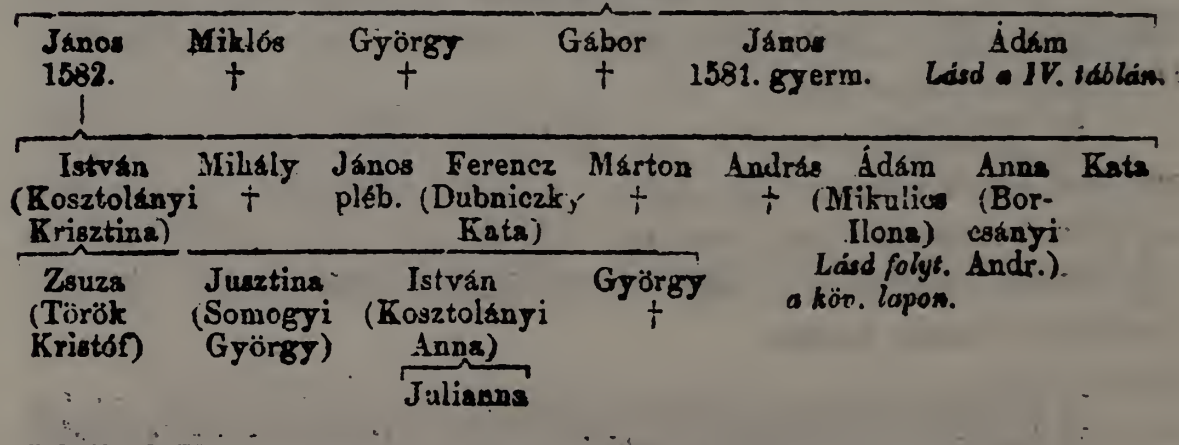 János Miklós György Gábor János Ádám
1582. † † † 1581. gyerm. Lásd a IV. táblán.
István Mihály János Ferencz Márton András Ádám Anna Kata
(Kosztolányi † pléb. (Dubniczky † † (Mikulics (Bor-
Krisztina) Kata) Ilona) csányi
Lásd folyt. Andr.).
Zsuza Jusztina István György a köv. lapon.
(Török (Somogyi (Kosztolányi †
Kristóf) György) Anna)
Julianna